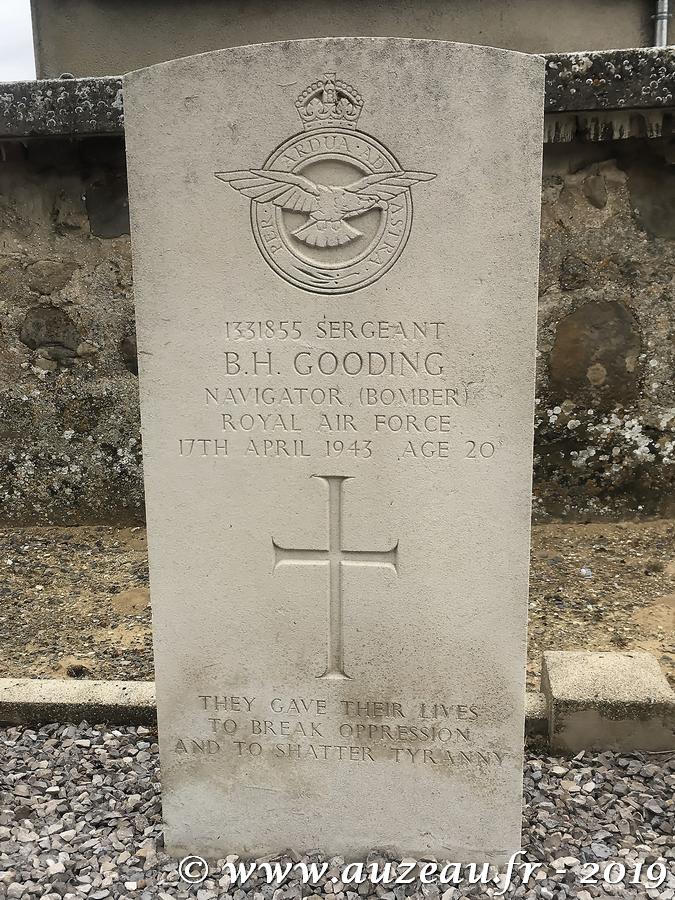 PER ARDUA AD ASTRA
1331855 SERGEANT
B.H. GOODING
NAVIGATOR (BOMBER)
ROYAL AIR FORCE
17TH APRIL 1943 AGE 20
THEY GAVE THEIR LIVES
TO BREAK OPPRESSION
AND TO SHATTER TYRANNY
© www.auzeau.fr - 2019